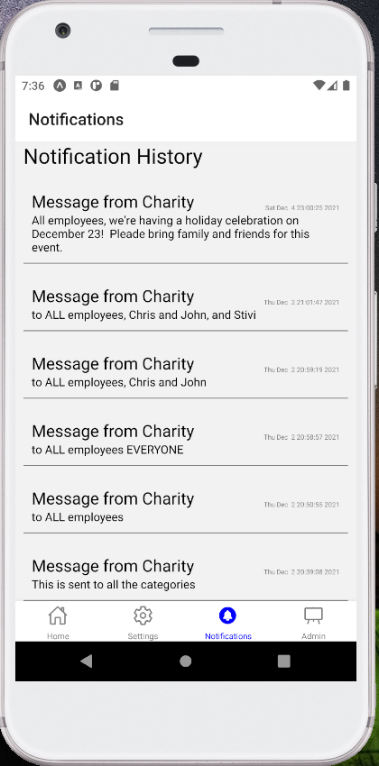 7:36
Notifications
Notification History
Message from Charity
Sat Dec 4 23:00:25 2021
All employees, we're having a holiday celebration on
December 23! Pleade bring family and friends for this
event.
Message from Charity
Thu Dec 2 21:01:47 2021
to ALL employees, Chris and John, and Stivi
Message from Charity
Thu Dec 2 20:59:19 2021
to ALL employees, Chris and John
Message from Charity
Thu Dec 2 20:58:57 2021
to ALL employees EVERYONE
Message from Charity
Thu Dec 2 20:50:55 2021
to ALL employees
Message from Charity
Thu Dec 2 20:39:08 2021
This is sent to all the categories
Home
Settings
Notifications
Admin